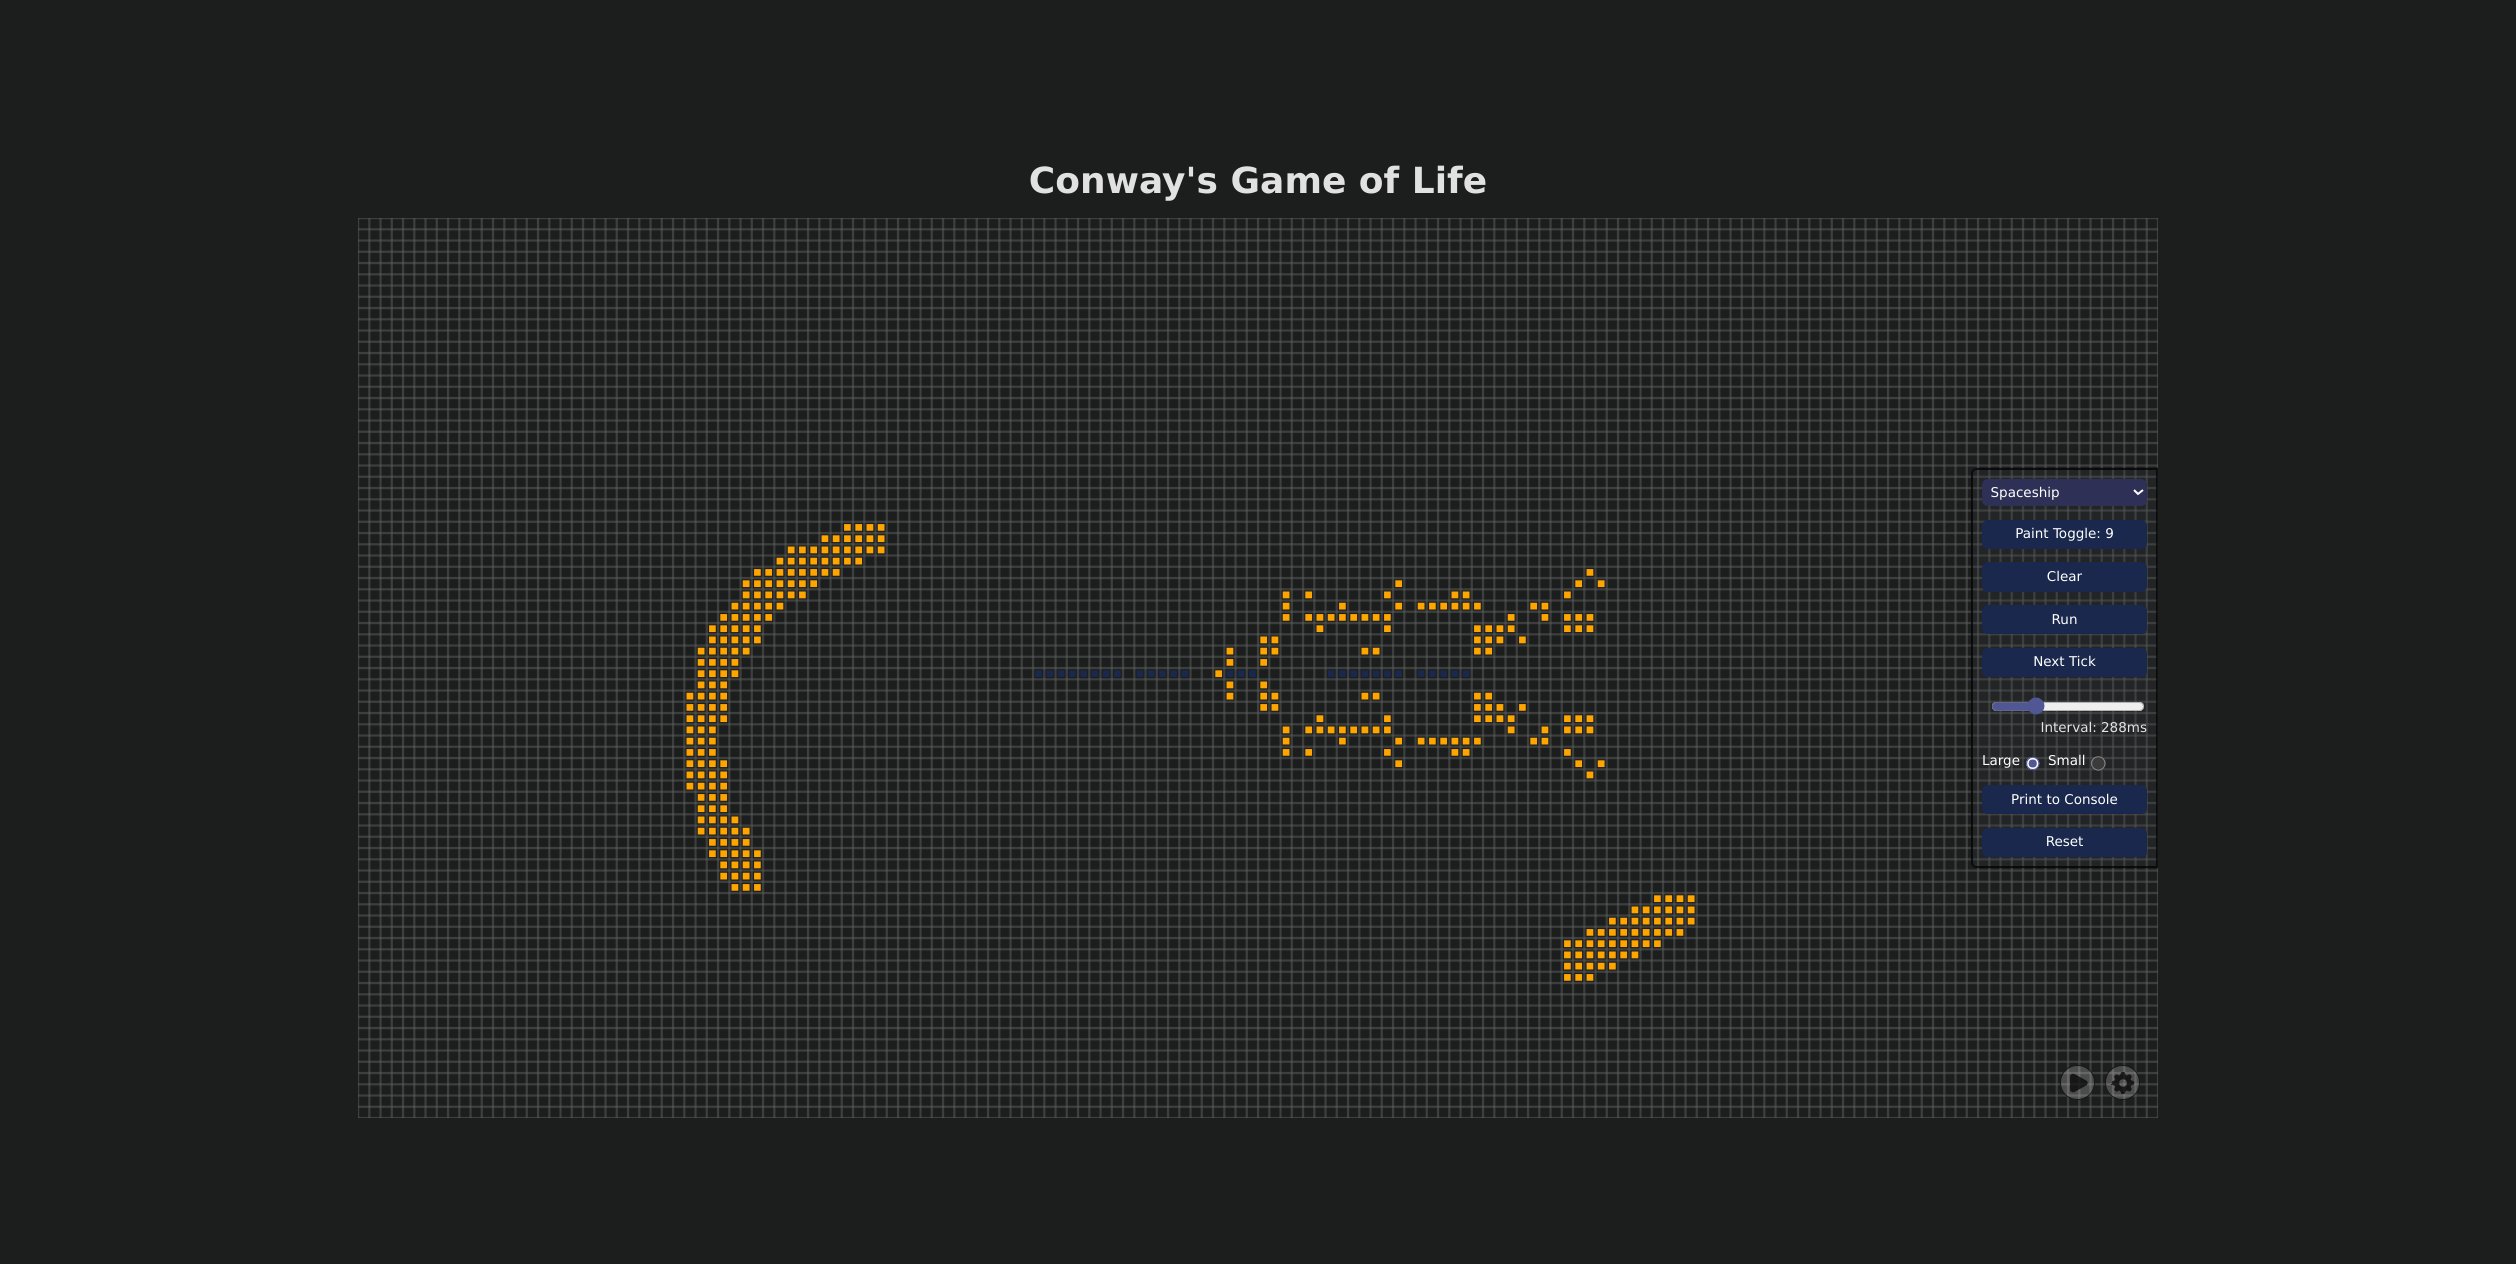 Conway's Game of Life
Spaceship
Paint Toggle: 9
Clear
Run
Next Tick
Interval: 288ms
Large Small
Print to Console
Reset